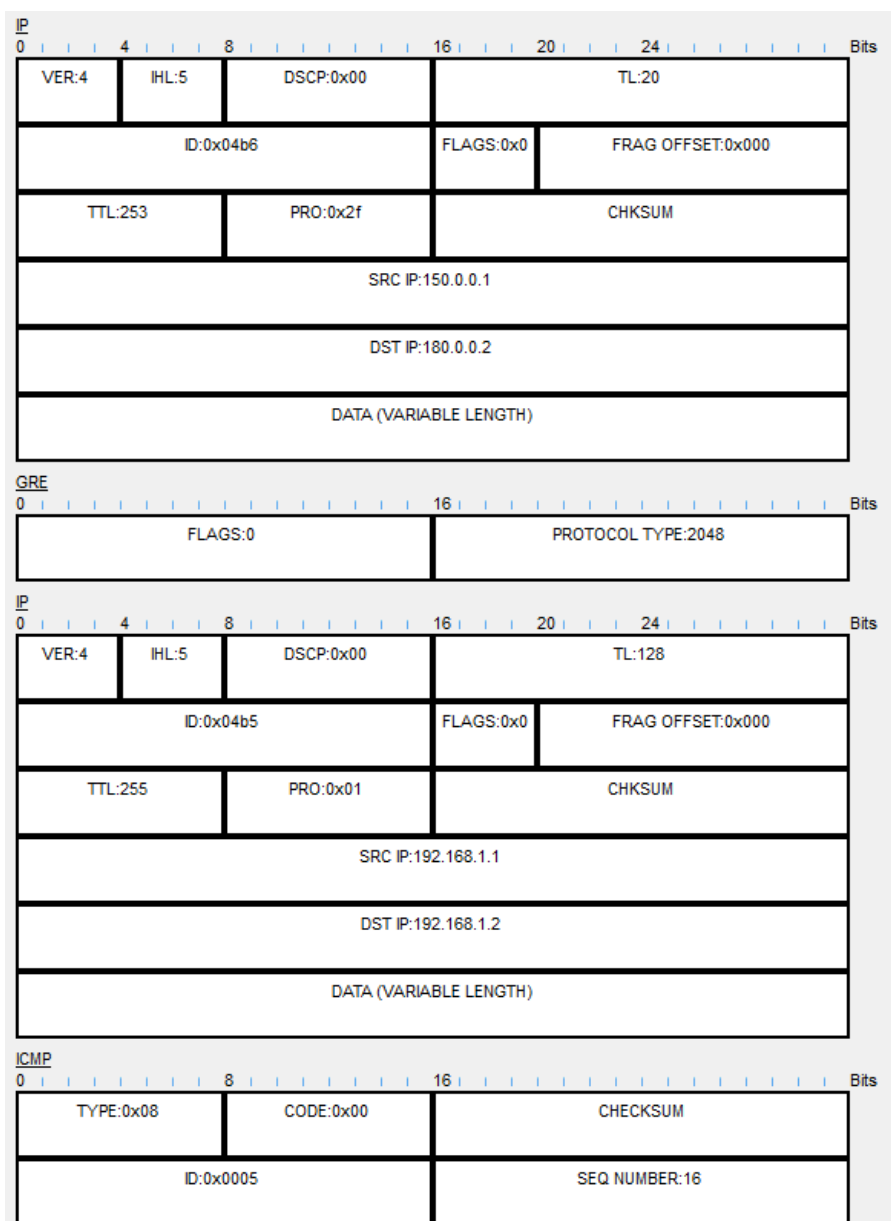 IP
0 4 8 16 20 24 Bits
VER:4 IHL:5 DSCP:0x00 TL:20
ID:0x04b6 FLAGS:0x0 FRAG OFFSET:0x000
TTL:253 PRO:0x2f CHKSUM
SRC IP:150.0.0.1
DST IP:180.0.0.2
DATA (VARIABLE LENGTH)
GRE
0 16 Bits
FLAGS:0 PROTOCOL TYPE:2048
IP
0 4 8 16 20 24 Bits
VER:4 IHL:5 DSCP:0x00 TL:128
ID:0x04b5 FLAGS:0x0 FRAG OFFSET:0x000
TTL:255 PRO:0x01 CHKSUM
SRC IP:192.168.1.1
DST IP:192.168.1.2
DATA (VARIABLE LENGTH)
ICMP
0 8 16 Bits
TYPE:0x08 CODE:0x00 CHECKSUM
ID:0x0005 SEQ NUMBER:16